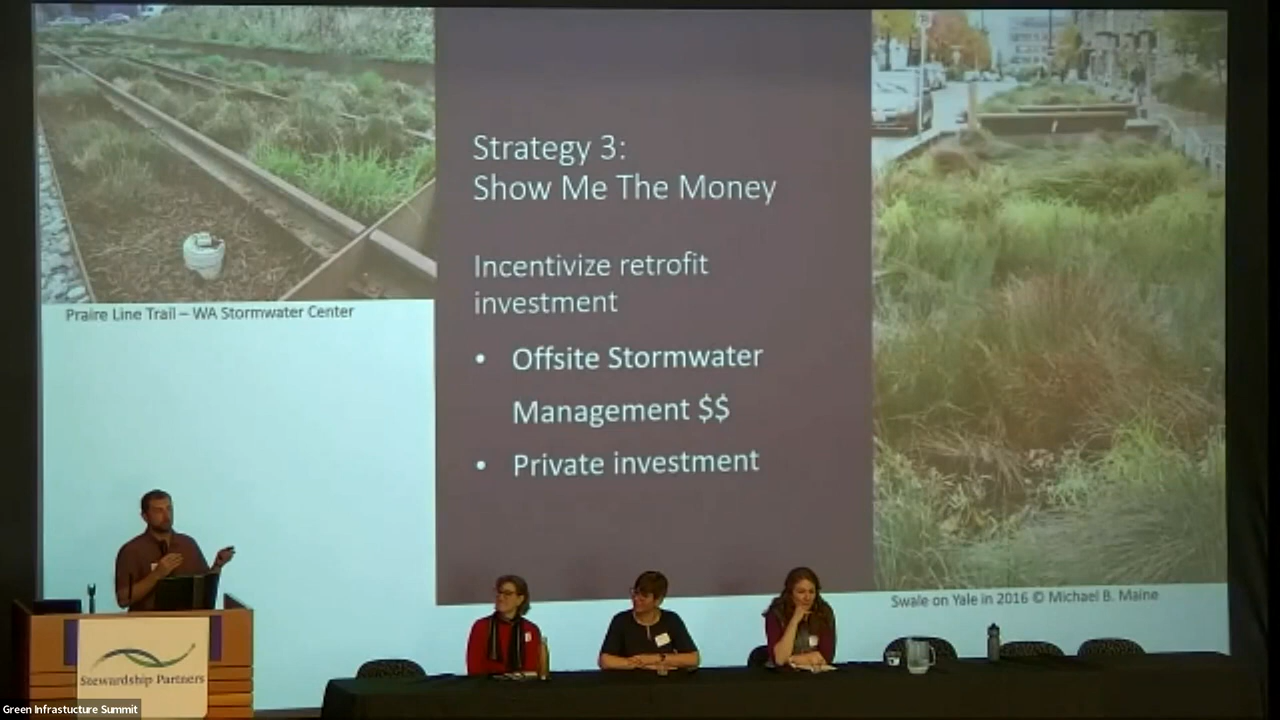 Strategy 3:
Show Me The Money
Incentivize retrofit
investment
• Offsite Stormwater
Management $$
• Private investment
Praire Line Trail – WA Stormwater Center
Swale on Yale in 2016 © Michael B. Maine
Stewardship Partners
Green Infrastucture Summit